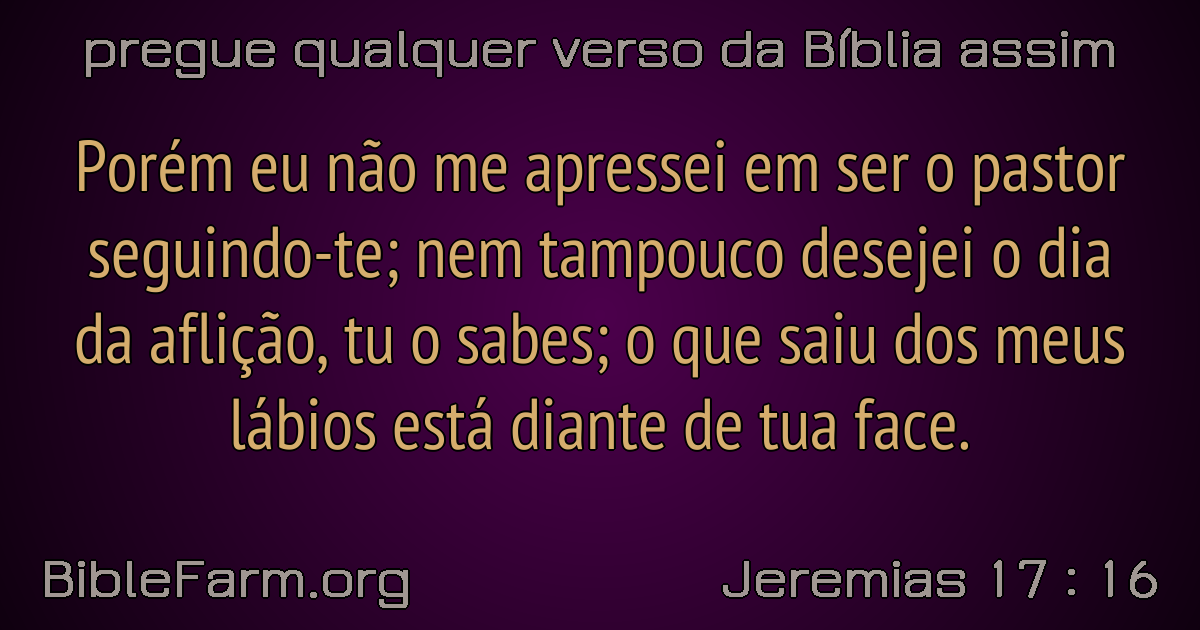 pregue qualquer verso da Bíblia assim
Porém eu não me apressei em ser o pastor
seguindo-te; nem tampouco desejei o dia
da aflição, tu o sabes; o que saiu dos meus
lábios está diante de tua face.
BibleFarm.org
Jeremias 17 : 16